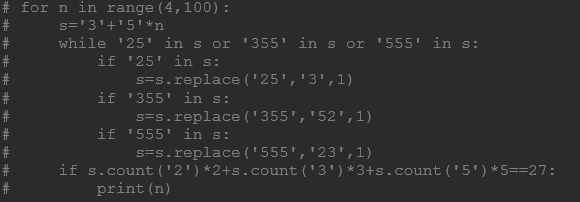 # for n in range(4,100):
#     s='3'+'5'*n
#     while '25' in s or '355' in s or '555' in s:
#         if '25' in s:
#             s=s.replace('25','3',1)
#         if '355' in s:
#             s=s.replace('355','52',1)
#         if '555' in s:
#             s=s.replace('555','23',1)
#     if s.count('2')*2+s.count('3')*3+s.count('5')*5==27:
#         print(n)